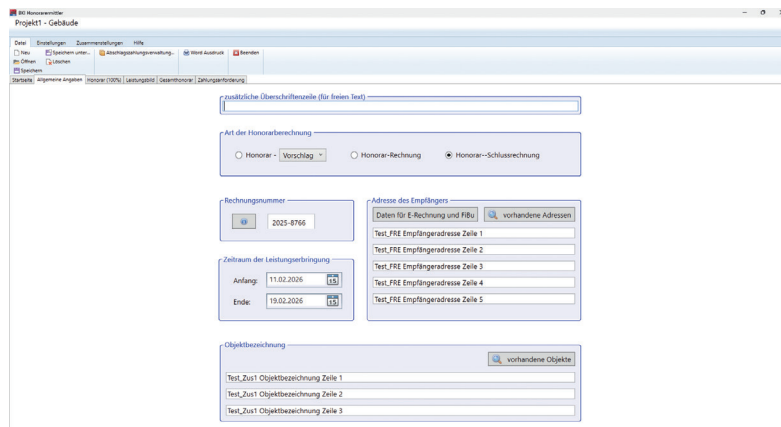 BKI Honorarermittler
Projekt1 - Gebäude
Datei Einstellungen Zusammenstellungen Hilfe
Neu Speichern unter... Abschlagszahlungsverwaltung... Word Ausdruck Beenden
Öffnen Löschen
Speichern
Startseite Allgemeine Angaben Honorar (100%) Leistungsbild Gesamthonorar Zahlungsanforderung
zusätzliche Überschriftenzeile (für freien Text)
Art der Honorarberechnung
Honorar - Vorschlag Honorar-Rechnung Honorar--Schlussrechnung
Rechnungsnummer
2025-8766
Adresse des Empfängers
Daten für E-Rechnung und FiBu vorhandene Adressen
Test_FRE Empfängeradresse Zeile 1
Test_FRE Empfängeradresse Zeile 2
Test_FRE Empfängeradresse Zeile 3
Test_FRE Empfängeradresse Zeile 4
Test_FRE Empfängeradresse Zeile 5
Zeitraum der Leistungserbringung
Anfang: 11.02.2026 15
Ende: 19.02.2026 15
Objektbezeichnung
vorhandene Objekte
Test_Zus1 Objektbezeichnung Zeile 1
Test_Zus1 Objektbezeichnung Zeile 2
Test_Zus1 Objektbezeichnung Zeile 3